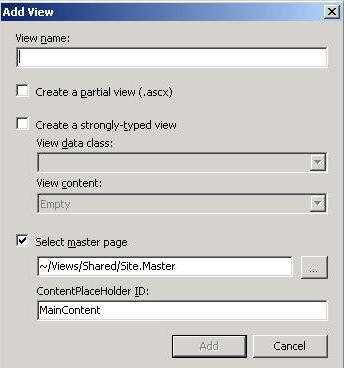 Add View
View name:
Create a partial view (.ascx)
Create a strongly-typed view
View data class:
View content:
Empty
Select master page
~/Views/Shared/Site.Master
...
ContentPlaceHolder ID:
MainContent
Add Cancel